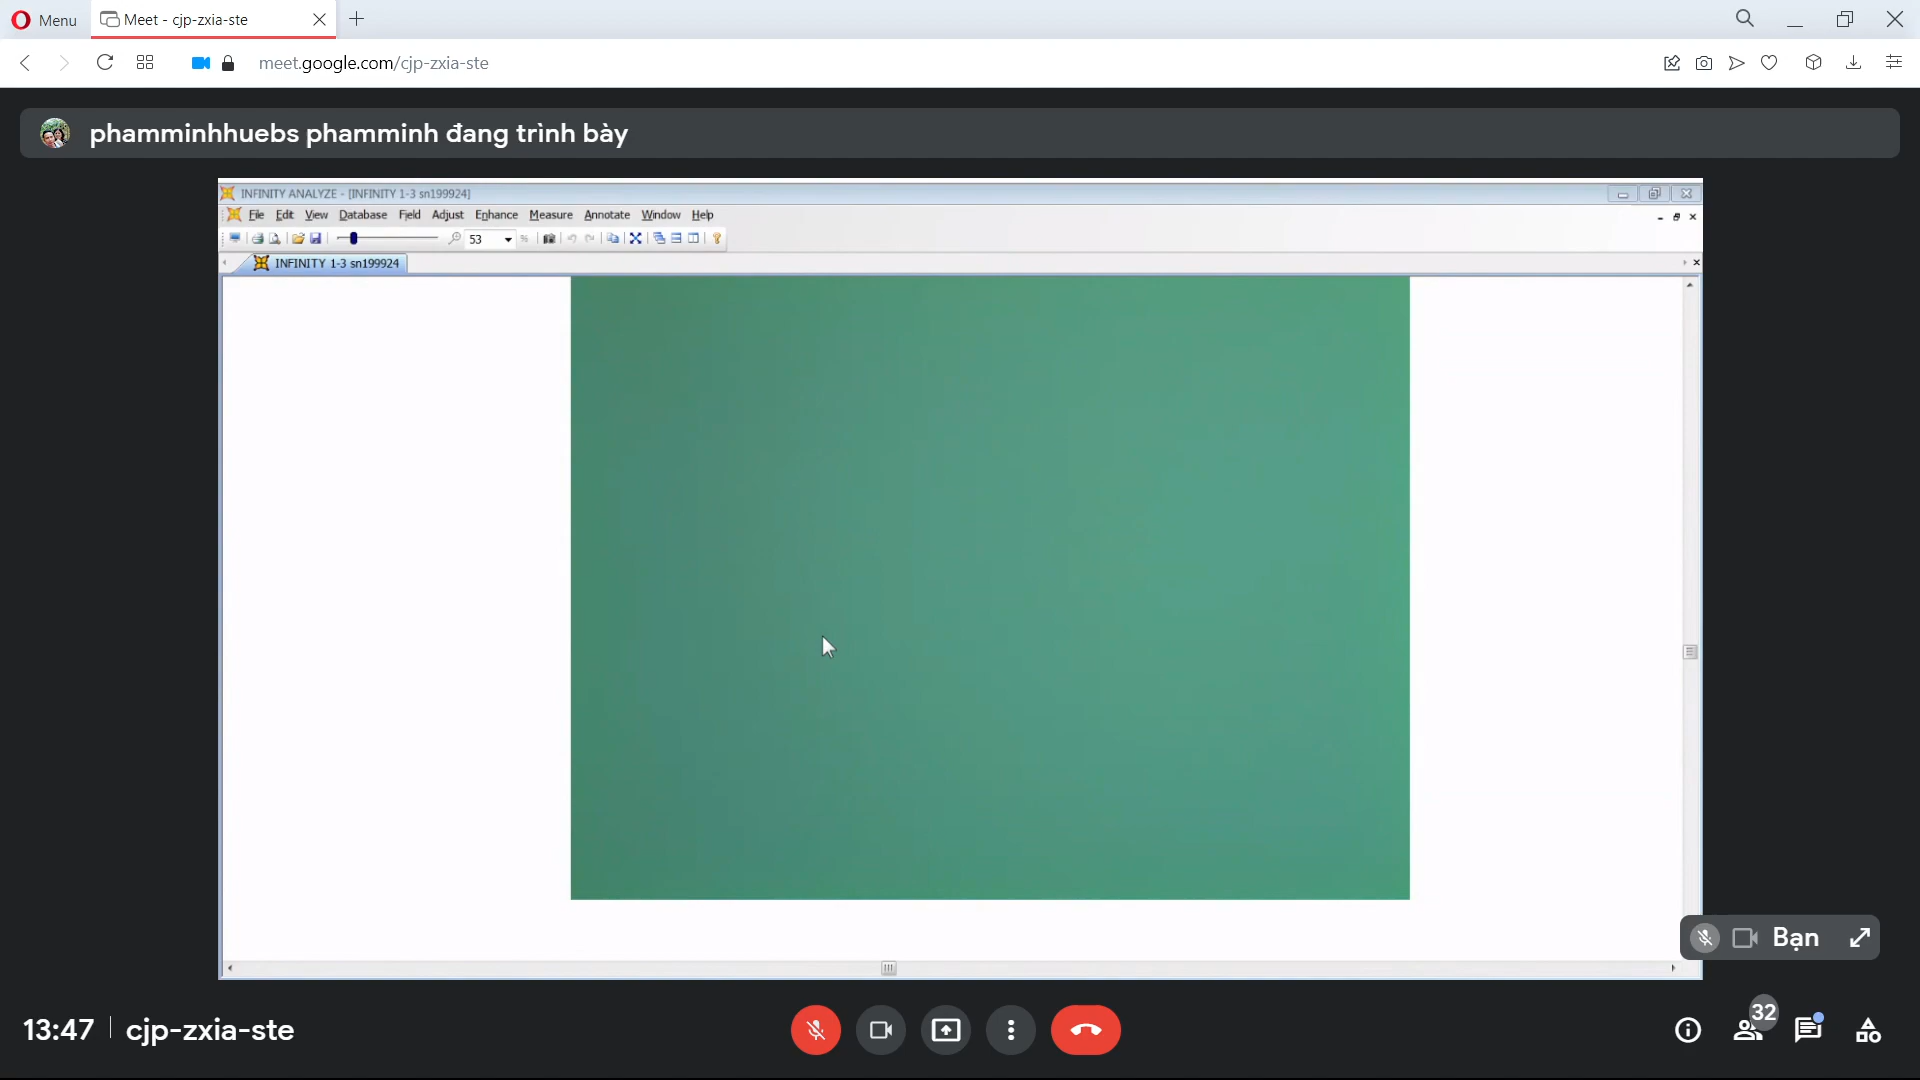 Menu
Meet - cjp-zxia-ste
meet.google.com/cjp-zxia-ste
phamminhhuebs phamminh đang trình bày
INFINITY ANALYZE - [INFINITY 1-3 sn199924]
File Edit View Database Field Adjust Enhance Measure Annotate Window Help
53 %
INFINITY 1-3 sn199924
Bạn
13:47 cjp-zxia-ste
32